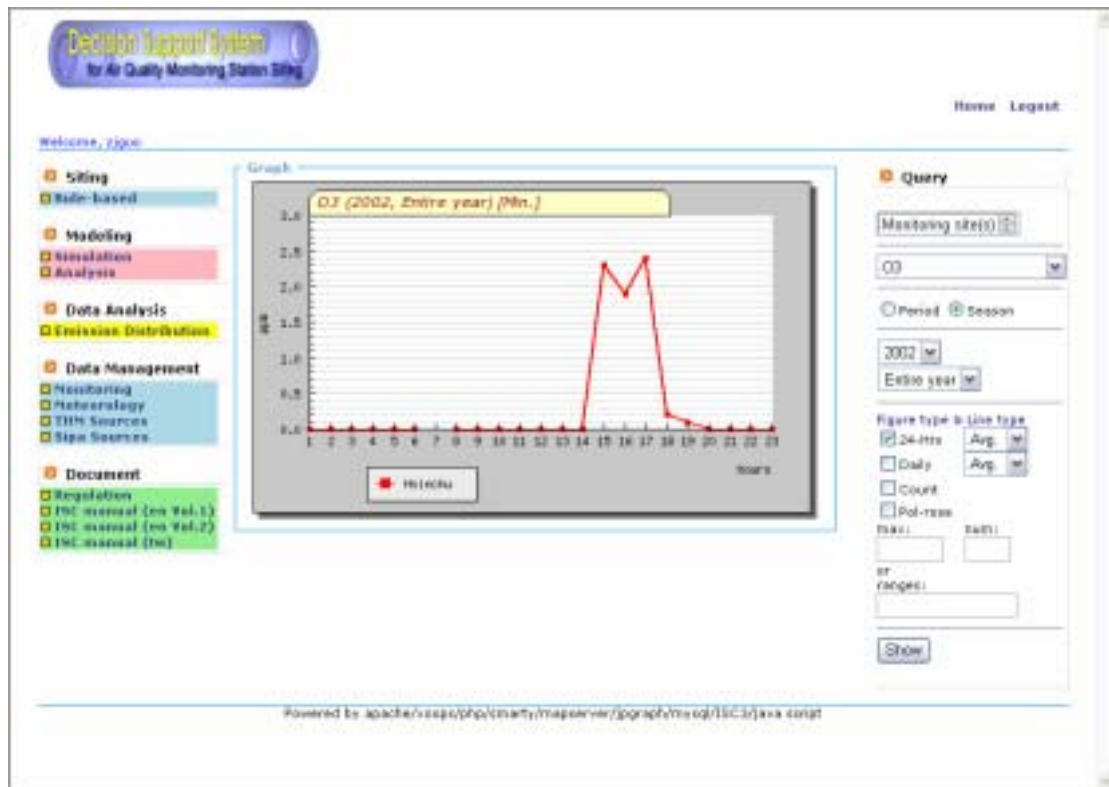 Decision Support System
for Air Quality Monitoring Station Siting
Home Logout
Welcome, zjguo
Siting
Rule-based
Modeling
Simulation
Analysis
Data Analysis
Emission Distribution
Data Management
Monitoring
Meteorology
THM Sources
Sipa Sources
Document
Regulation
ISC manual (en Vol.1)
ISC manual (en Vol.2)
ISC manual (tw)
Graph
O3 (2002, Entire year) [Min.]
3.0
2.5
2.0
1.5
1.0
0.5
0.0
1 2 3 4 5 6 7 8 9 10 11 12 13 14 15 16 17 18 19 20 21 22 23
hours
Hsinchu
Query
Monitoring site(s)
O3
Period Season
2002
Entire year
Figure type & Line type
24-Hrs Avg.
Daily Avg.
Count
Pol-rose
max: num:
or
ranges:
Show
Powered by apache/xoops/php/smarty/mapserver/jpgraph/mysql/ISC3/java script